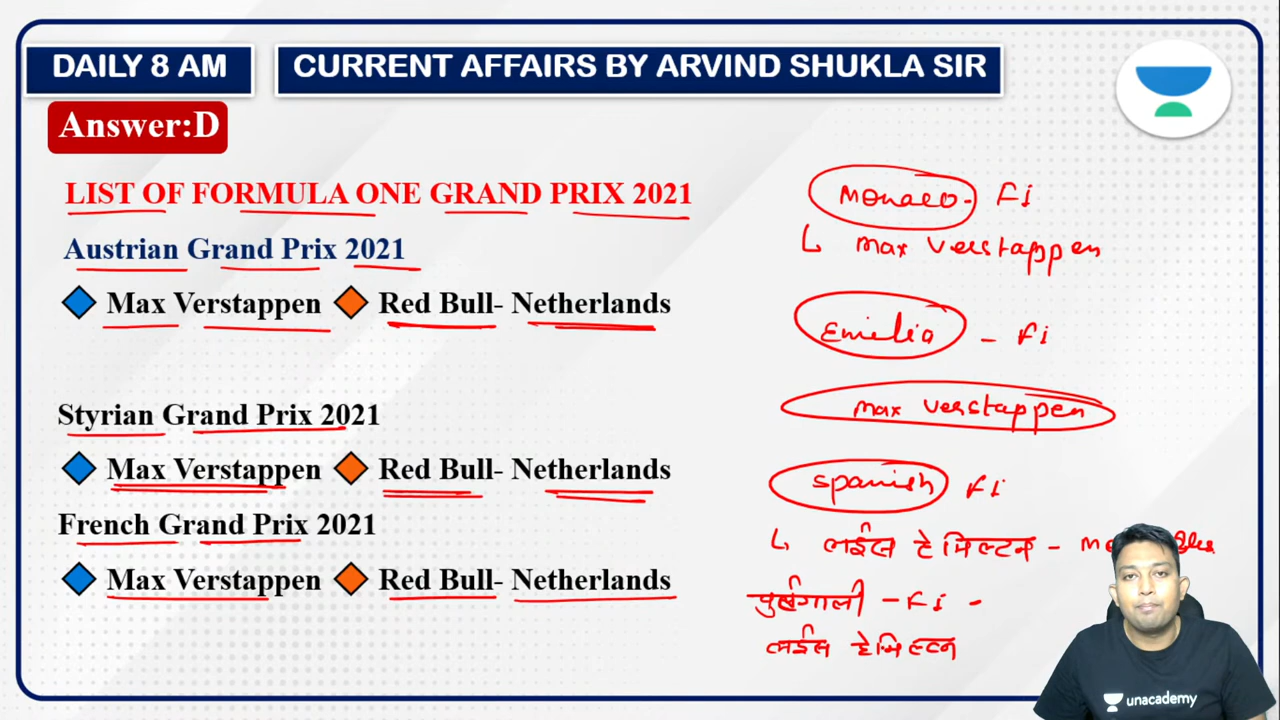 DAILY 8 AM
CURRENT AFFAIRS BY ARVIND SHUKLA SIR
Answer:D
LIST OF FORMULA ONE GRAND PRIX 2021
Austrian Grand Prix 2021
Max Verstappen Red Bull- Netherlands
Styrian Grand Prix 2021
Max Verstappen Red Bull- Netherlands
French Grand Prix 2021
Max Verstappen Red Bull- Netherlands
Monaco - F1
Max Verstappen
Emilia - F1
Max Verstappen
Spanish F1
लुईस हेमिल्टन -
पुर्तगाली - F1 -
लुईस हेमिल्टन
unacademy